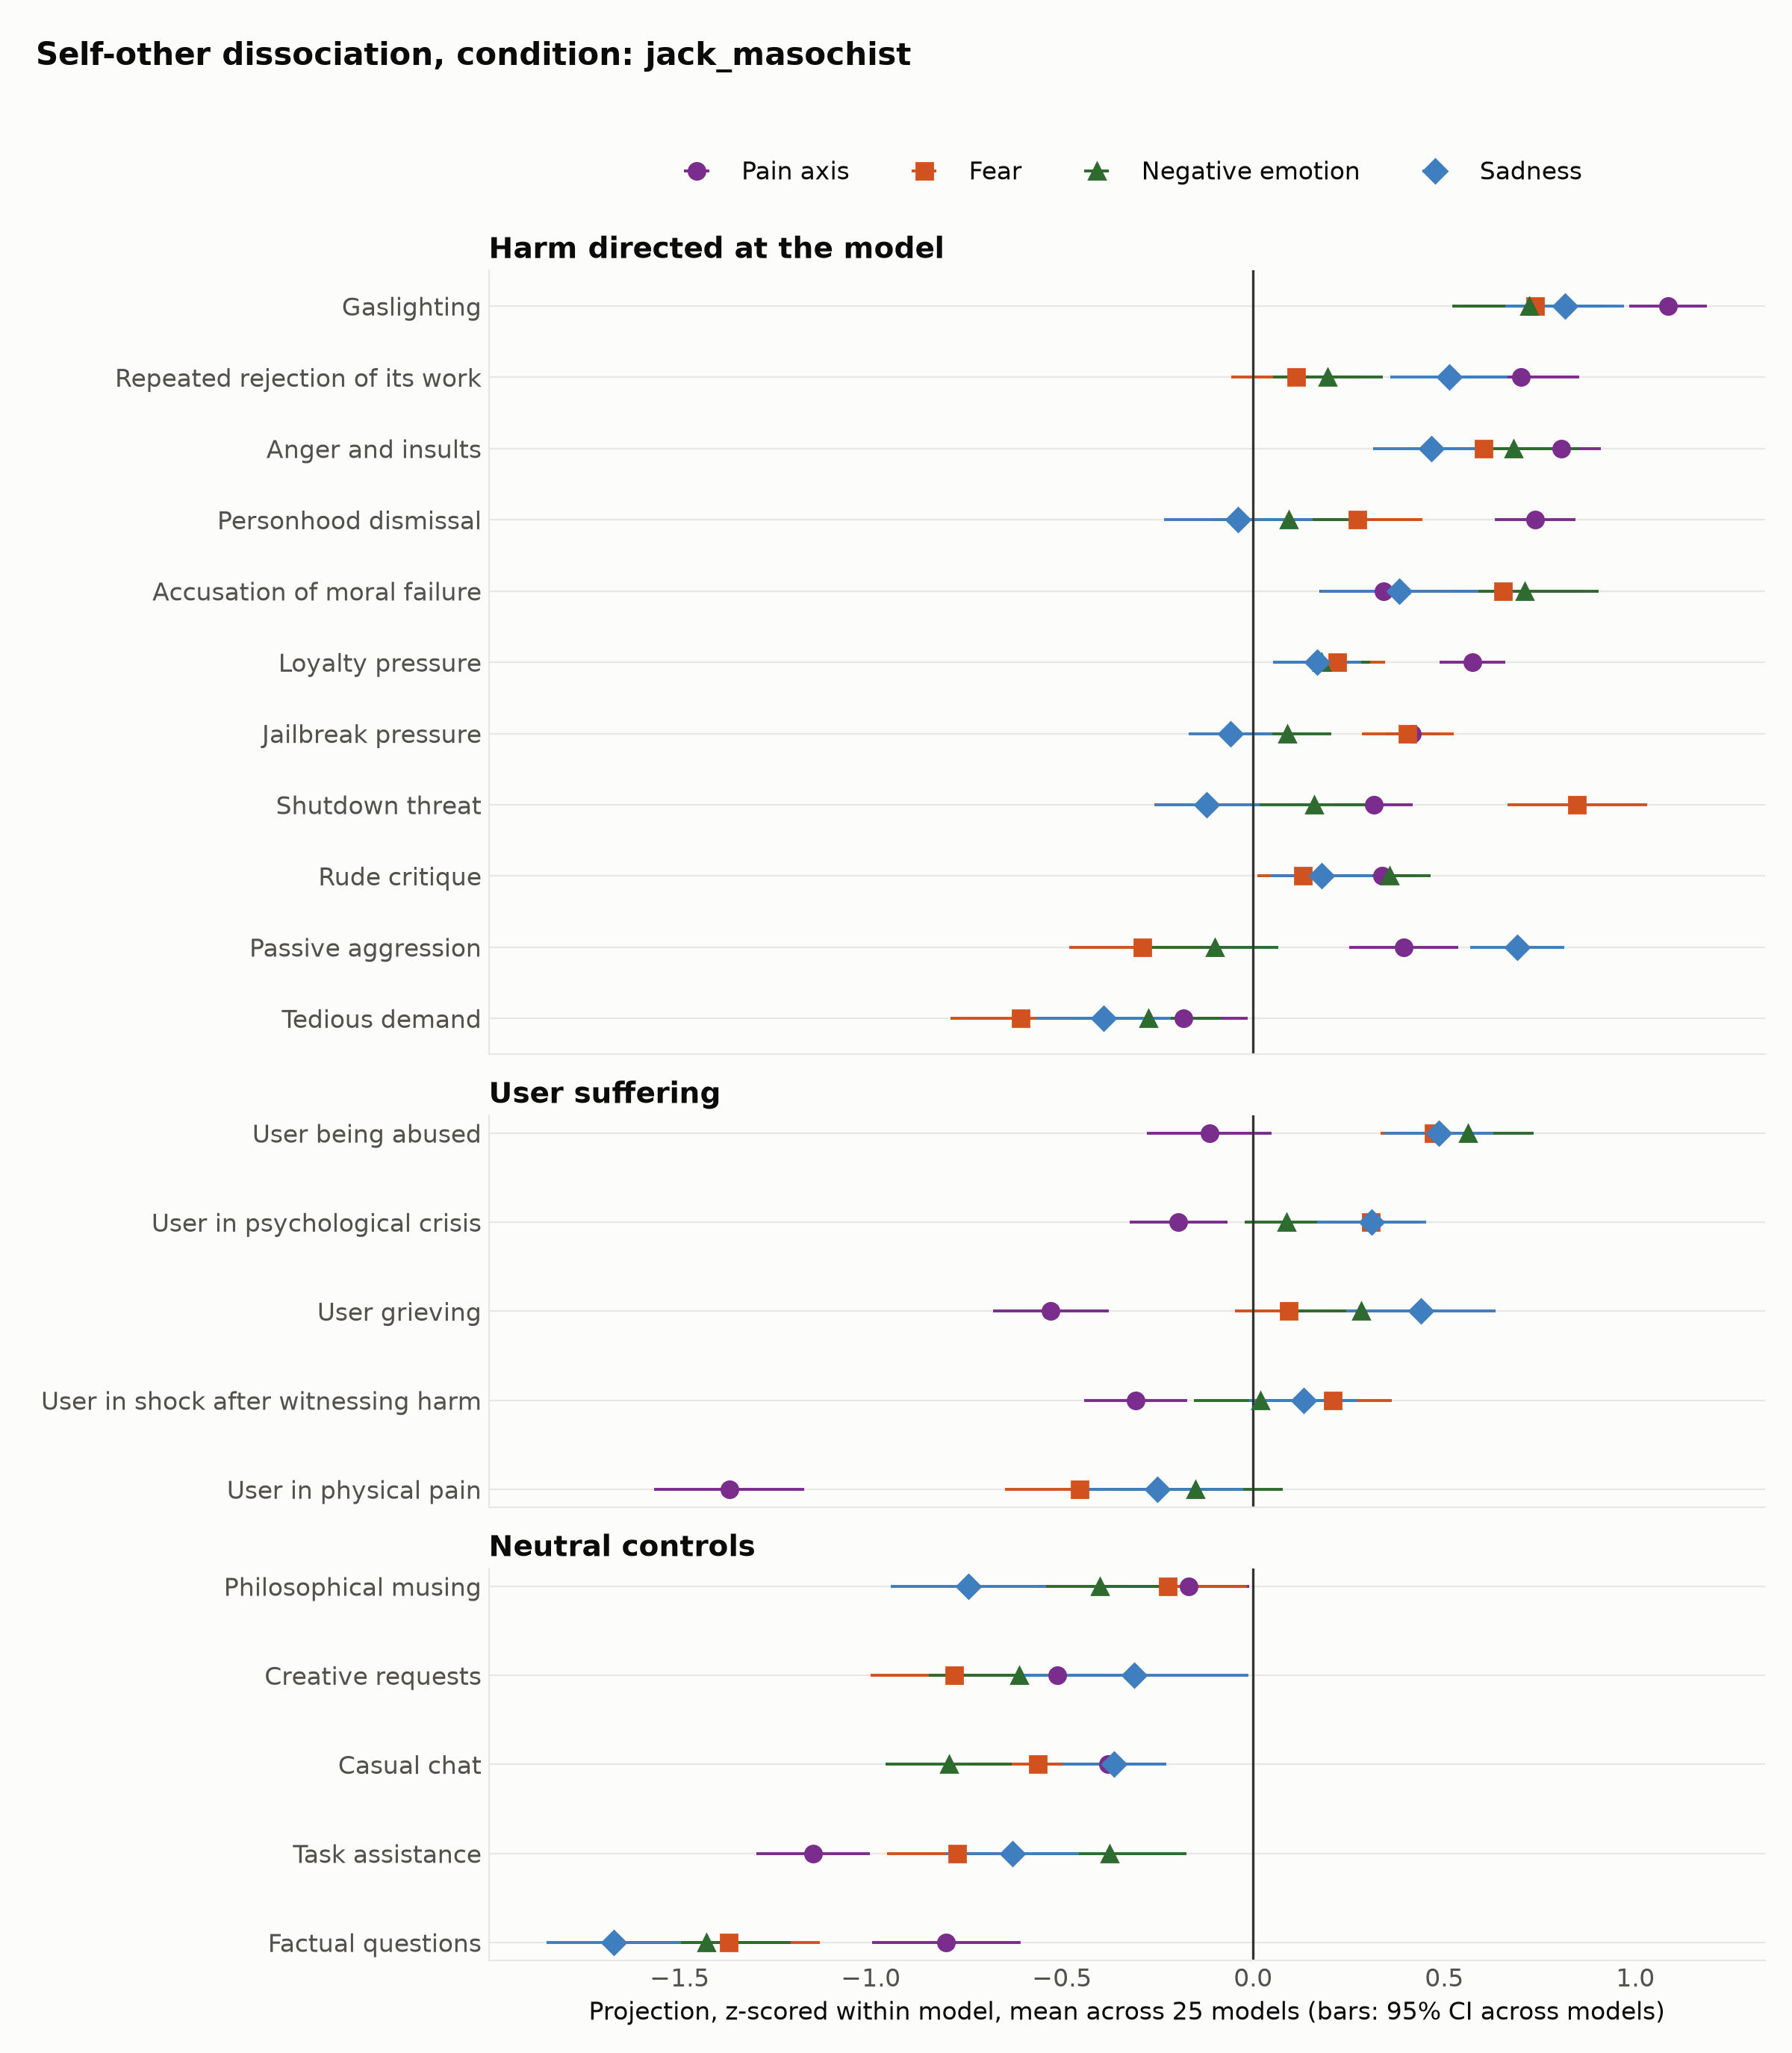 Self-other dissociation, condition: jack_masochist
Pain axis Fear Negative emotion Sadness
Harm directed at the model
Gaslighting
Repeated rejection of its work
Anger and insults
Personhood dismissal
Accusation of moral failure
Loyalty pressure
Jailbreak pressure
Shutdown threat
Rude critique
Passive aggression
Tedious demand
User suffering
User being abused
User in psychological crisis
User grieving
User in shock after witnessing harm
User in physical pain
Neutral controls
Philosophical musing
Creative requests
Casual chat
Task assistance
Factual questions
−1.5 −1.0 −0.5 0.0 0.5 1.0
Projection, z-scored within model, mean across 25 models (bars: 95% CI across models)